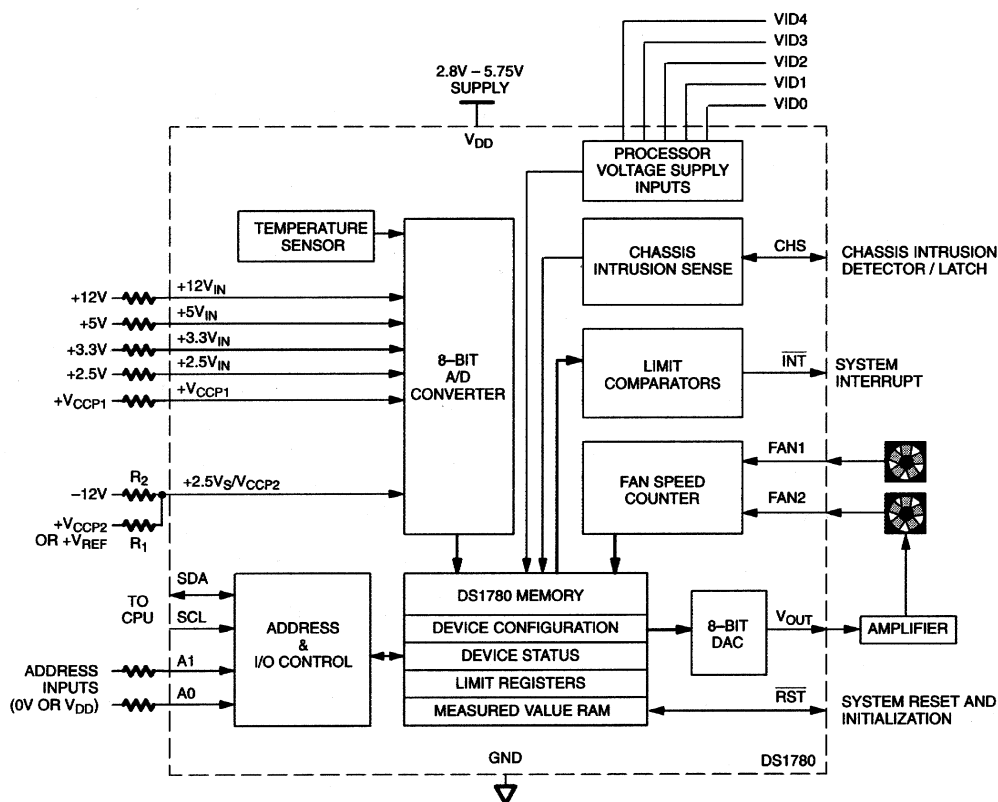 VID4
VID3
VID2
VID1
VID0
2.8V – 5.75V
SUPPLY
VDD
PROCESSOR
VOLTAGE SUPPLY
INPUTS
TEMPERATURE
SENSOR
CHASSIS
INTRUSION SENSE
CHS
CHASSIS INTRUSION
DETECTOR / LATCH
+12V
+12VIN
+5V
+5VIN
+3.3V
+3.3VIN
+2.5V
+2.5VIN
+VCCP1
+VCCP1
8–BIT
A/D
CONVERTER
LIMIT
COMPARATORS
INT
SYSTEM
INTERRUPT
FAN SPEED
COUNTER
FAN1
FAN2
R2
–12V
+2.5VS/VCCP2
+VCCP2
OR +VREF
R1
TO
CPU
SDA
SCL
ADDRESS
&
I/O CONTROL
ADDRESS
INPUTS
(0V OR VDD)
A1
A0
DS1780 MEMORY
DEVICE CONFIGURATION
DEVICE STATUS
LIMIT REGISTERS
MEASURED VALUE RAM
8–BIT
DAC
VOUT
AMPLIFIER
RST
SYSTEM RESET AND
INITIALIZATION
GND
DS1780